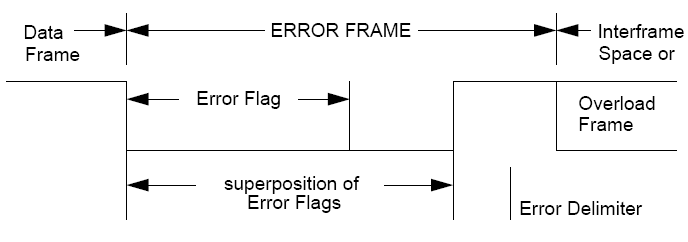 Data
Frame
ERROR FRAME
Interframe
Space or
Error Flag
Overload
Frame
superposition of
Error Flags
Error Delimiter